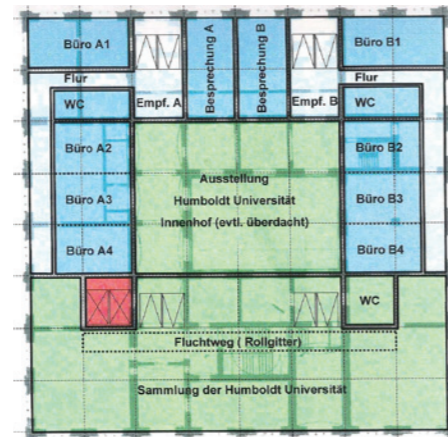 Büro A1
Besprechung A
Besprechung B
Büro B1
Flur
Flur
WC
Empf. A
Empf. B
WC
Büro A2
Büro B2
Ausstellung
Humboldt Universität
Innenhof (evtl. überdacht)
Büro A3
Büro B3
Büro A4
Büro B4
WC
Fluchtweg ( Rollgitter)
Sammlung der Humboldt Universität